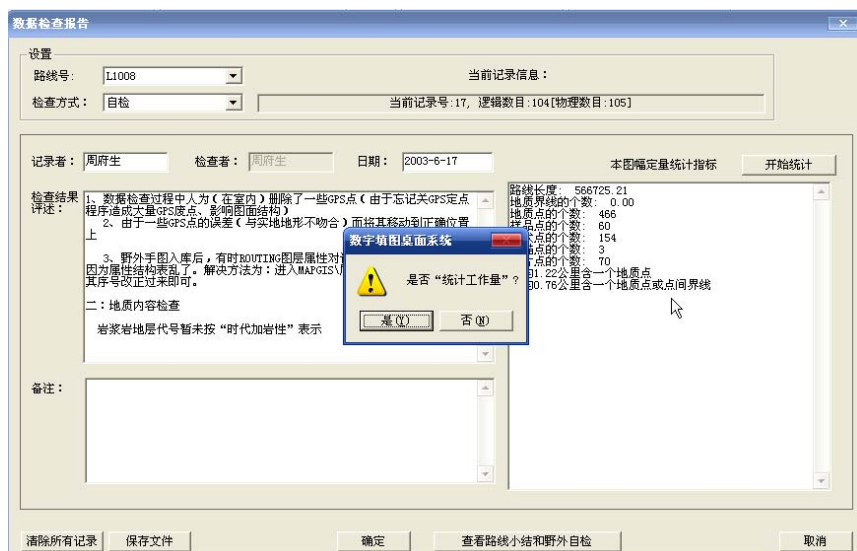 数据检查报告
设置
路线号：
L1008
当前记录信息：
检查方式：
自检
当前记录号:17, 逻辑数目:104[物理数目:105]
记录者：
周府生
检查者：
周府生
日期：
2003-6-17
本图幅定量统计指标
开始统计
检查结果
评述：
1、数据检查过程中人为(在室内)删除了一些GPS点(由于忘记关GPS定点
程序造成大量GPS废点、影响图面结构)
2、由于一些GPS点的误差(与实地地形不吻合)而将其移动到正确位置
上
3、野外手图入库后，有时ROUTING图层属性对
因为属性结构表乱了。解决方法为：进入MAPGIS\
其序号改正过来即可。
二：地质内容检查
岩浆岩地层代号暂未按“时代加岩性”表示
路线长度: 566725.21
地质界线的个数: 0.00
地质点的个数: 466
样品点的个数: 60
点的个数: 154
点的个数: 3
点的个数: 70
1.22公里含一个地质点
0.76公里含一个地质点或点间界线
数字填图桌面系统
是否“统计工作量”?
是(Y)
否(N)
备注：
清除所有记录
保存文件
确定
查看路线小结和野外自检
取消